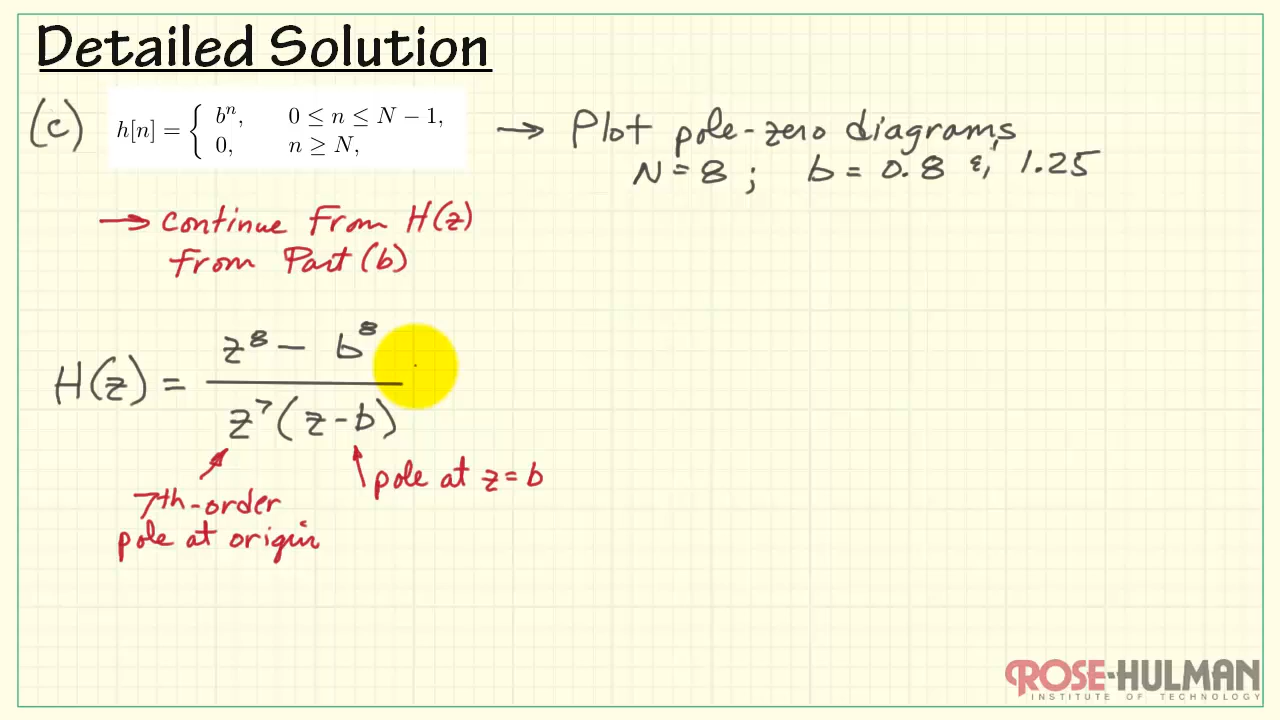 Detailed Solution
(c) h[n] = { b^n, 0 ≤ n ≤ N − 1, → Plot pole-zero diagrams
0, n ≥ N, N = 8 ; b = 0.8 &, 1.25
→ continue from H(z)
from Part (b)
z^8 − b^8
H(z) =
z^7 (z - b)
pole at z = b
7th-order
pole at origin
ROSE-HULMAN
INSTITUTE OF TECHNOLOGY